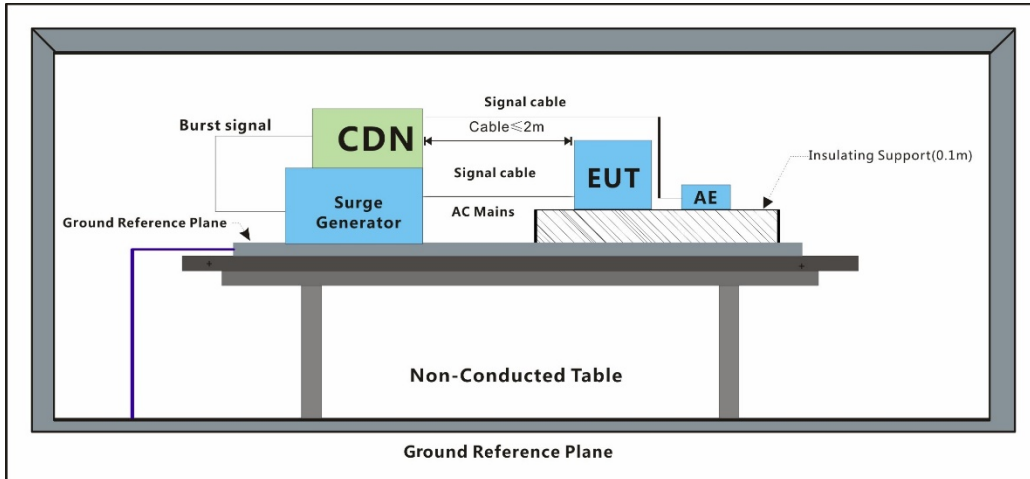 Signal cable
Burst signal
CDN
Cable≤2m
Insulating Support(0.1m)
Signal cable
EUT
Surge
Generator
AC Mains
AE
Ground Reference Plane
Non-Conducted Table
Ground Reference Plane